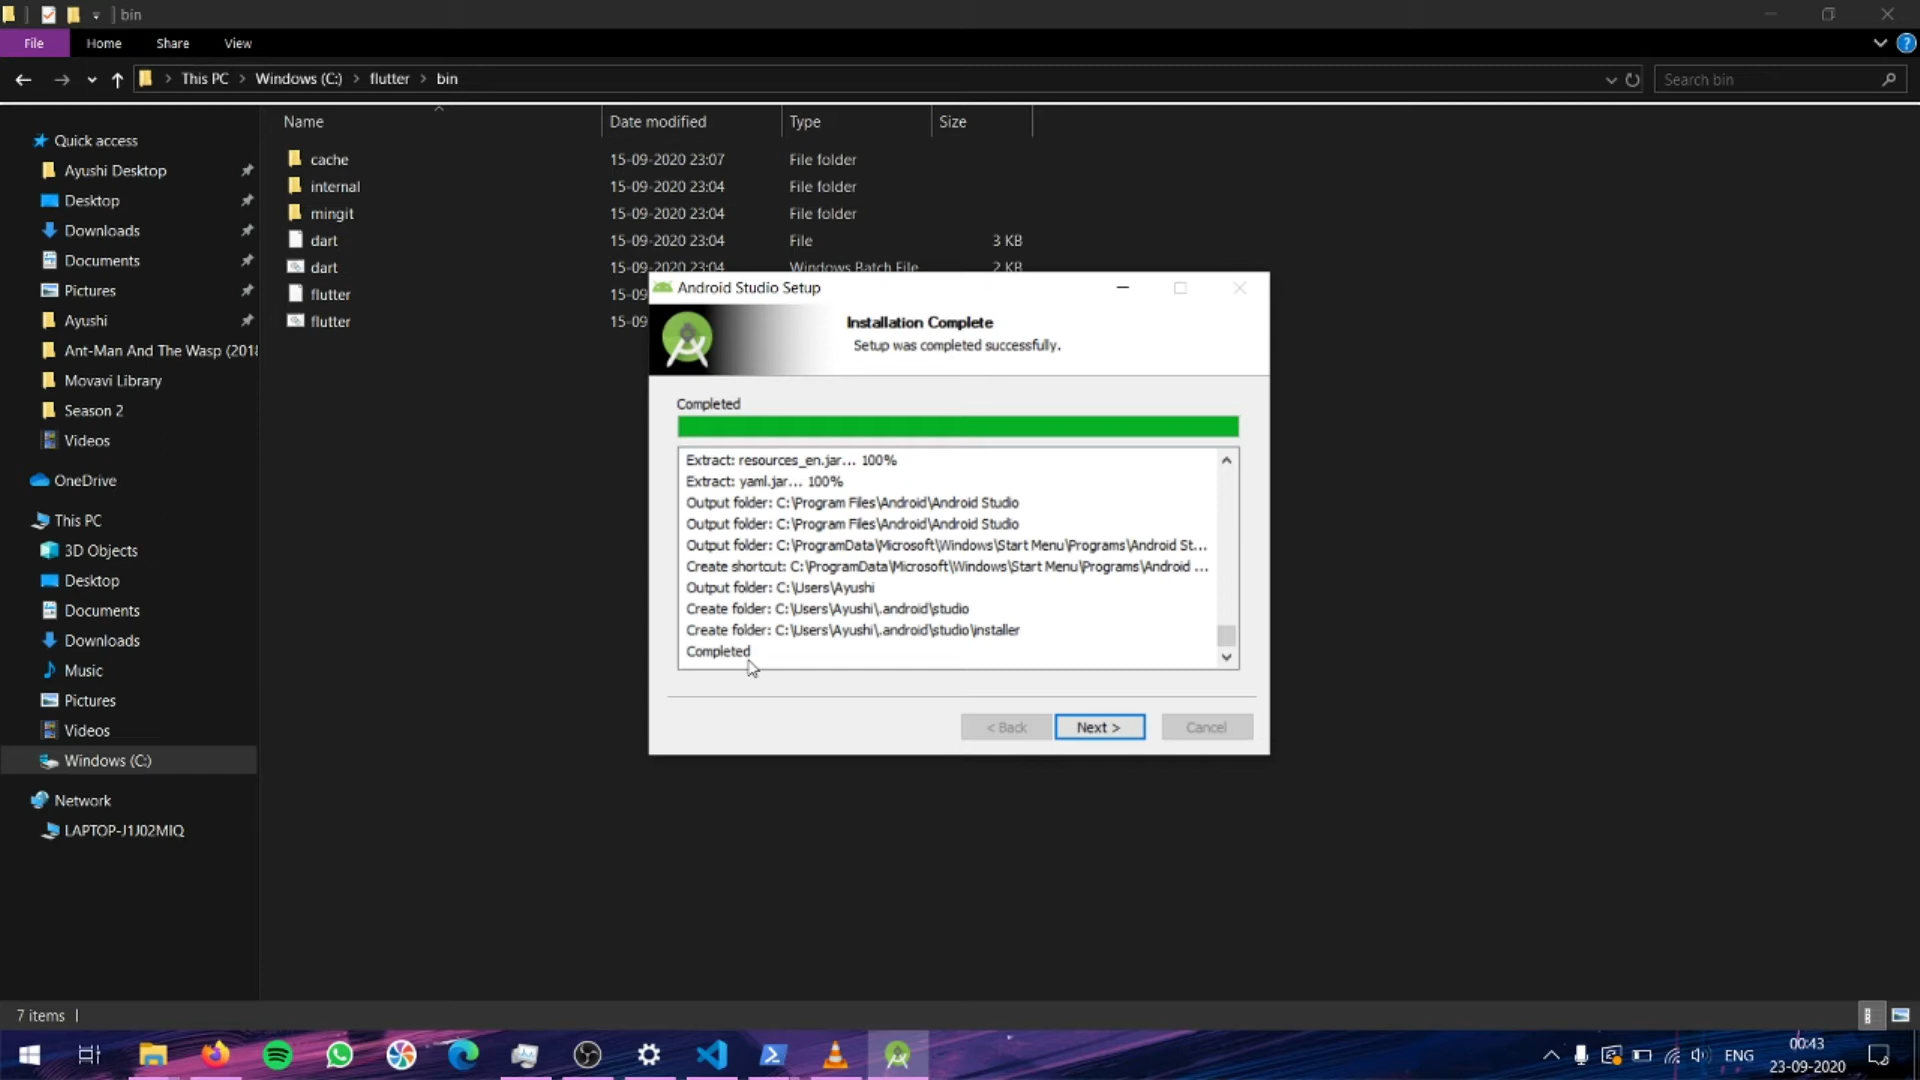 bin
File Home Share View
This PC Windows (C:) flutter bin
Search bin
Name Date modified Type Size
cache 15-09-2020 23:07 File folder
internal 15-09-2020 23:04 File folder
mingit 15-09-2020 23:04 File folder
dart 15-09-2020 23:04 File 3 KB
dart 15-09-2020 23:04 Windows Batch File 2 KB
flutter 15-09
flutter 15-09
Quick access
Ayushi Desktop
Desktop
Downloads
Documents
Pictures
Ayushi
Ant-Man And The Wasp (2018
Movavi Library
Season 2
Videos
OneDrive
This PC
3D Objects
Desktop
Documents
Downloads
Music
Pictures
Videos
Windows (C:)
Network
LAPTOP-J1J02MIQ
Android Studio Setup
Installation Complete
Setup was completed successfully.
Completed
Extract: resources_en.jar... 100%
Extract: yaml.jar... 100%
Output folder: C:\Program Files\Android\Android Studio
Output folder: C:\Program Files\Android\Android Studio
Output folder: C:\ProgramData\Microsoft\Windows\Start Menu\Programs\Android St...
Create shortcut: C:\ProgramData\Microsoft\Windows\Start Menu\Programs\Android ...
Output folder: C:\Users\Ayushi
Create folder: C:\Users\Ayushi\.android\studio
Create folder: C:\Users\Ayushi\.android\studio\installer
Completed
< Back Next > Cancel
7 items
ENG
00:43
23-09-2020